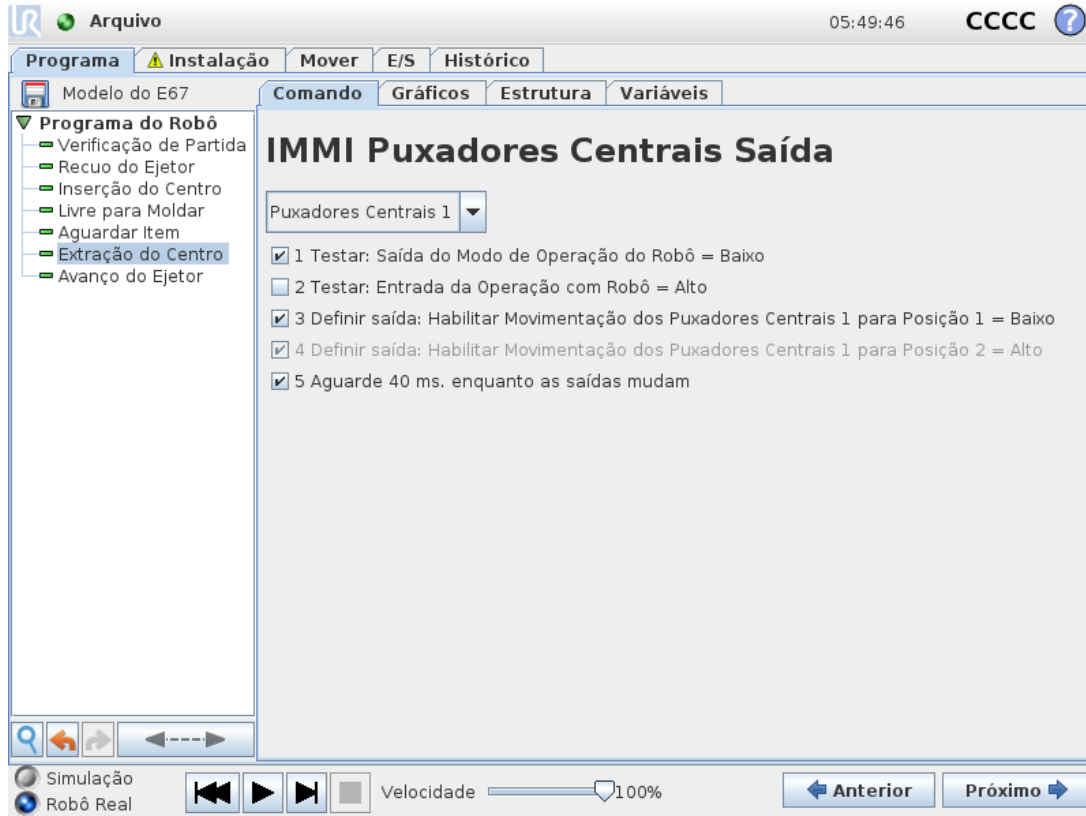 UR Arquivo 05:49:46 CCCC ?
Programa Instalação Mover E/S Histórico
Modelo do E67
Comando Gráficos Estrutura Variáveis
Programa do Robô
Verificação de Partida
Recuo do Ejetor
Inserção do Centro
Livre para Moldar
Aguardar Item
Extração do Centro
Avanço do Ejetor
IMMI Puxadores Centrais Saída
Puxadores Centrais 1
1 Testar: Saída do Modo de Operação do Robô = Baixo
2 Testar: Entrada da Operação com Robô = Alto
3 Definir saída: Habilitar Movimentação dos Puxadores Centrais 1 para Posição 1 = Baixo
4 Definir saída: Habilitar Movimentação dos Puxadores Centrais 1 para Posição 2 = Alto
5 Aguarde 40 ms. enquanto as saídas mudam
Simulação
Robô Real
Velocidade 100%
Anterior Próximo